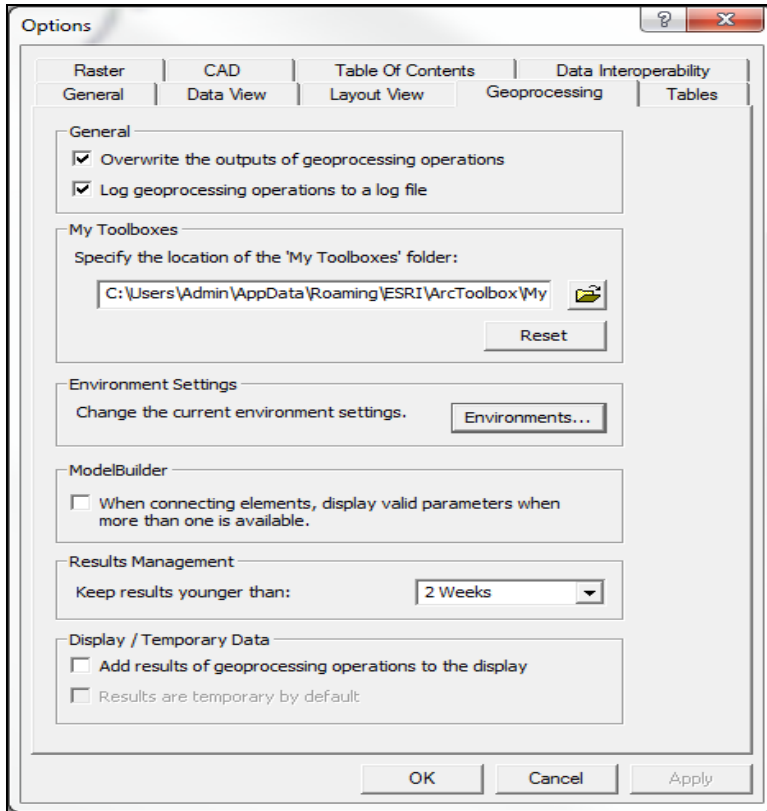 Options
Raster CAD Table Of Contents Data Interoperability
General Data View Layout View Geoprocessing Tables
General
Overwrite the outputs of geoprocessing operations
Log geoprocessing operations to a log file
My Toolboxes
Specify the location of the 'My Toolboxes' folder:
C:\Users\Admin\AppData\Roaming\ESRI\ArcToolbox\My
Reset
Environment Settings
Change the current environment settings. Environments...
ModelBuilder
When connecting elements, display valid parameters when
more than one is available.
Results Management
Keep results younger than: 2 Weeks
Display / Temporary Data
Add results of geoprocessing operations to the display
Results are temporary by default
OK Cancel Apply